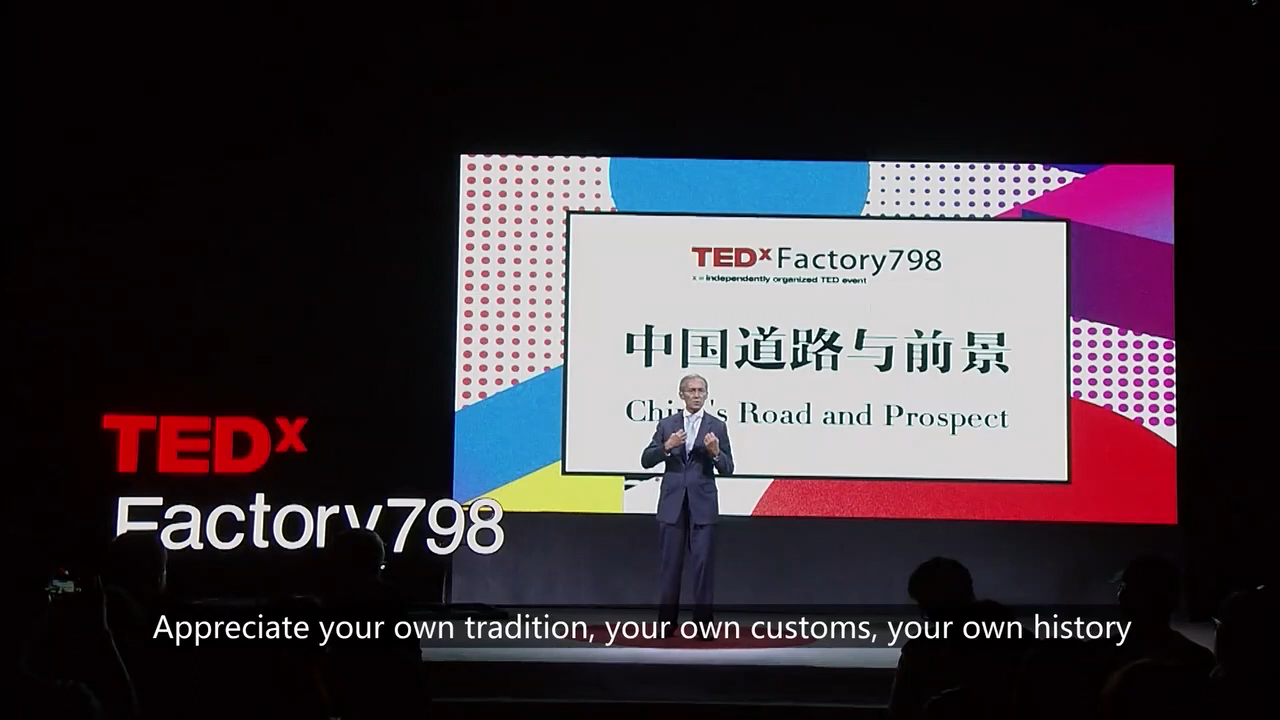 TEDx Factory798
x = independently organized TED event
中国道路与前景
China's Road and Prospect
TEDx
Factory798
Appreciate your own tradition, your own customs, your own history